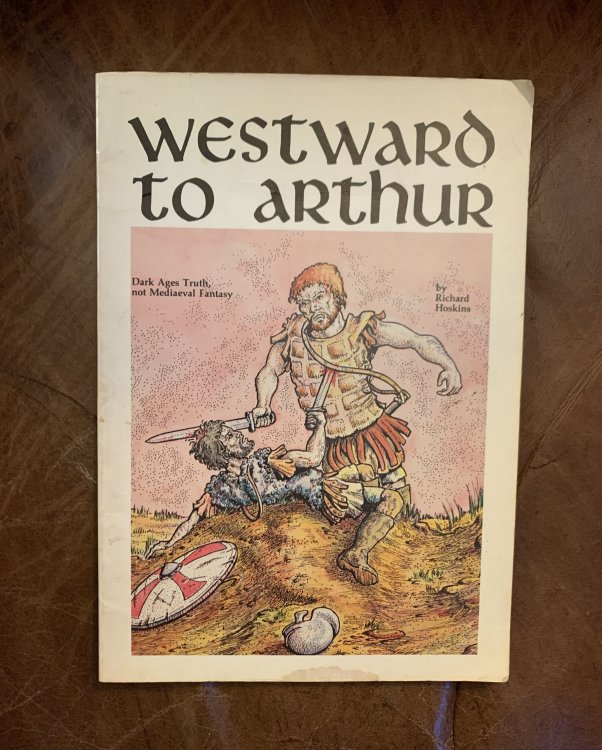 WESTWARD
TO ARTHUR
Dark Ages Truth,
not Mediaeval Fantasy
by
Richard
Hoskins